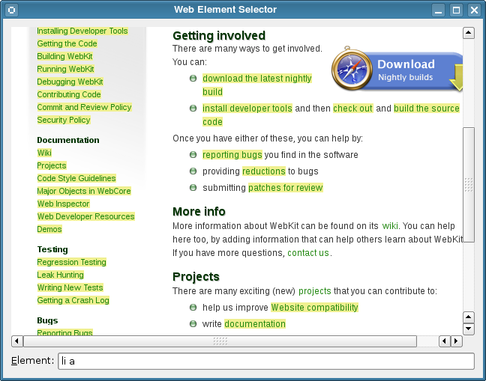 Web Element Selector
Installing Developer Tools
Getting the Code
Building WebKit
Running WebKit
Debugging WebKit
Contributing Code
Commit and Review Policy
Security Policy
Documentation
Wiki
Projects
Code Style Guidelines
Major Objects in WebCore
Web Inspector
Web Developer Resources
Demos
Testing
Regression Testing
Leak Hunting
Writing New Tests
Getting a Crash Log
Bugs
Reporting Bugs
Getting involved
There are many ways to get involved.
You can:
download the latest nightly
build
install developer tools and then check out and build the source
code
Download
Nightly builds
Once you have either of these, you can help by:
reporting bugs you find in the software
providing reductions to bugs
submitting patches for review
More info
More information about WebKit can be found on its wiki. You can help
here too, by adding information that can help others learn about WebKit
If you have more questions, contact us.
Projects
There are many exciting (new) projects that you can contribute to:
help us improve Website compatibility
write documentation
Element: li a